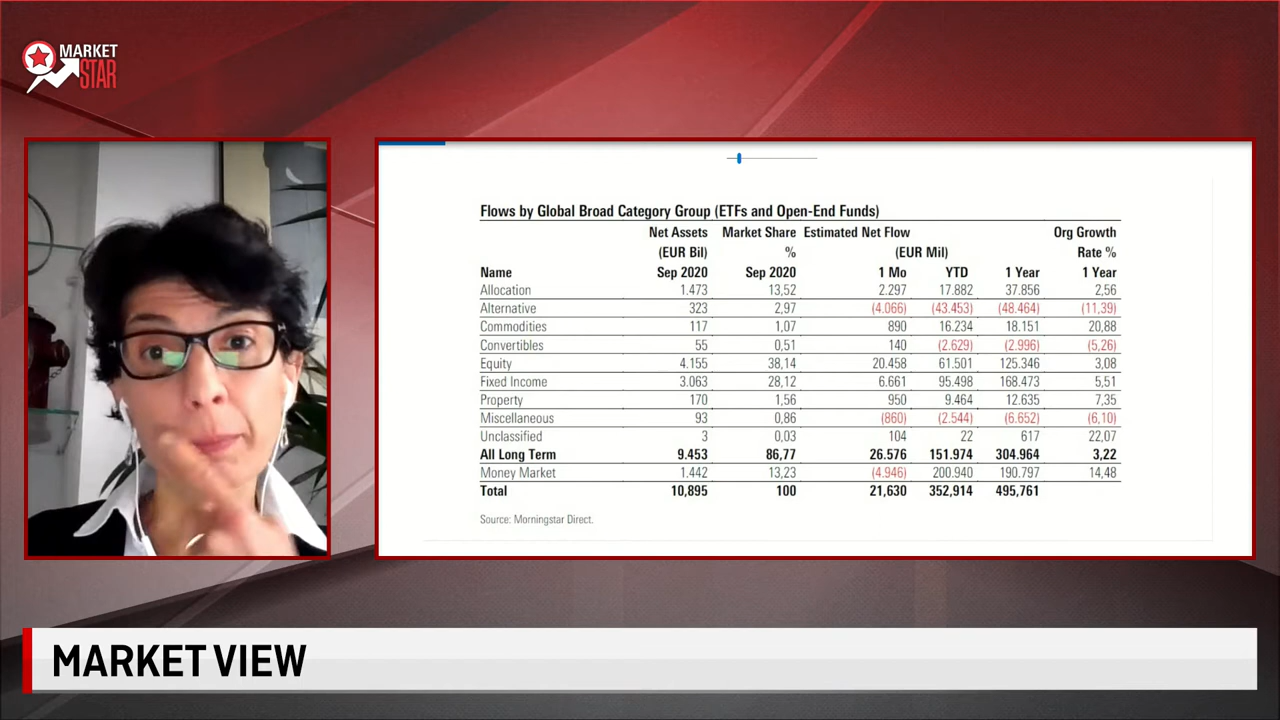 MARKET
STAR
Flows by Global Broad Category Group (ETFs and Open-End Funds)
Net Assets Market Share Estimated Net Flow Org Growth
(EUR Bil) % (EUR Mil) Rate %
Name Sep 2020 Sep 2020 1 Mo YTD 1 Year 1 Year
Allocation 1.473 13,52 2.297 17.882 37.856 2,56
Alternative 323 2,97 (4.066) (43.453) (48.464) (11,39)
Commodities 117 1,07 890 16.234 18.151 20,88
Convertibles 55 0,51 140 (2.629) (2.996) (5,26)
Equity 4.155 38,14 20.458 61.501 125.346 3,08
Fixed Income 3.063 28,12 6.661 95.498 168.473 5,51
Property 170 1,56 950 9.464 12.635 7,35
Miscellaneous 93 0,86 (860) (2.544) (6.652) (6,10)
Unclassified 3 0,03 104 22 617 22,07
All Long Term 9.453 86,77 26.576 151.974 304.964 3,22
Money Market 1.442 13,23 (4.946) 200.940 190.797 14,48
Total 10,895 100 21,630 352,914 495,761
Source: Morningstar Direct.
MARKET VIEW